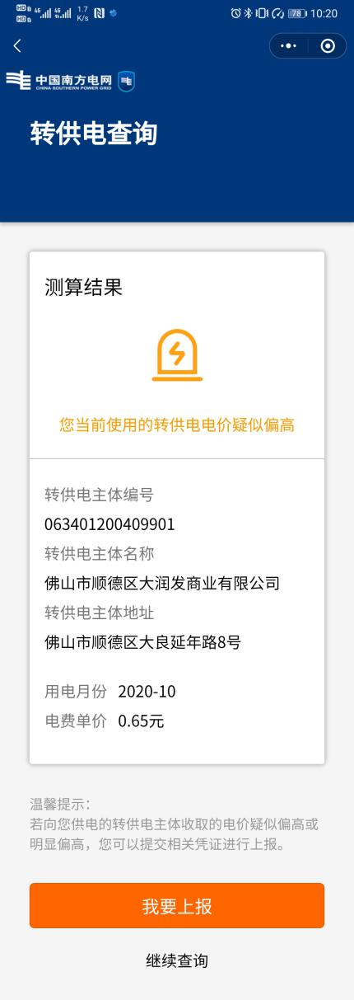 HD 4G 4G 1.7 K/s 78 10:20
HD
中国南方电网
CHINA SOUTHERN POWER GRID
转供电查询
测算结果
您当前使用的转供电电价疑似偏高
转供电主体编号
063401200409901
转供电主体名称
佛山市顺德区大润发商业有限公司
转供电主体地址
佛山市顺德区大良延年路8号
用电月份 2020-10
电费单价 0.65元
温馨提示：
若向您供电的转供电主体收取的电价疑似偏高或
明显偏高，您可以提交相关凭证进行上报。
我要上报
继续查询